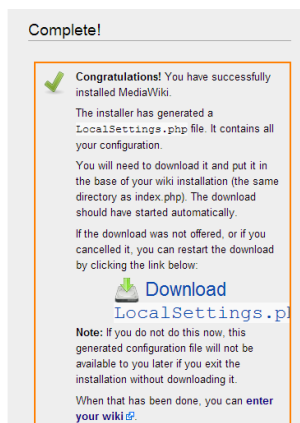 Complete!
Congratulations! You have successfully
installed MediaWiki.
The installer has generated a
LocalSettings.php file. It contains all
your configuration.
You will need to download it and put it in
the base of your wiki installation (the same
directory as index.php). The download
should have started automatically.
If the download was not offered, or if you
cancelled it, you can restart the download
by clicking the link below:
Download
LocalSettings.p
Note: If you do not do this now, this
generated configuration file will not be
available to you later if you exit the
installation without downloading it.
When that has been done, you can enter
your wiki.